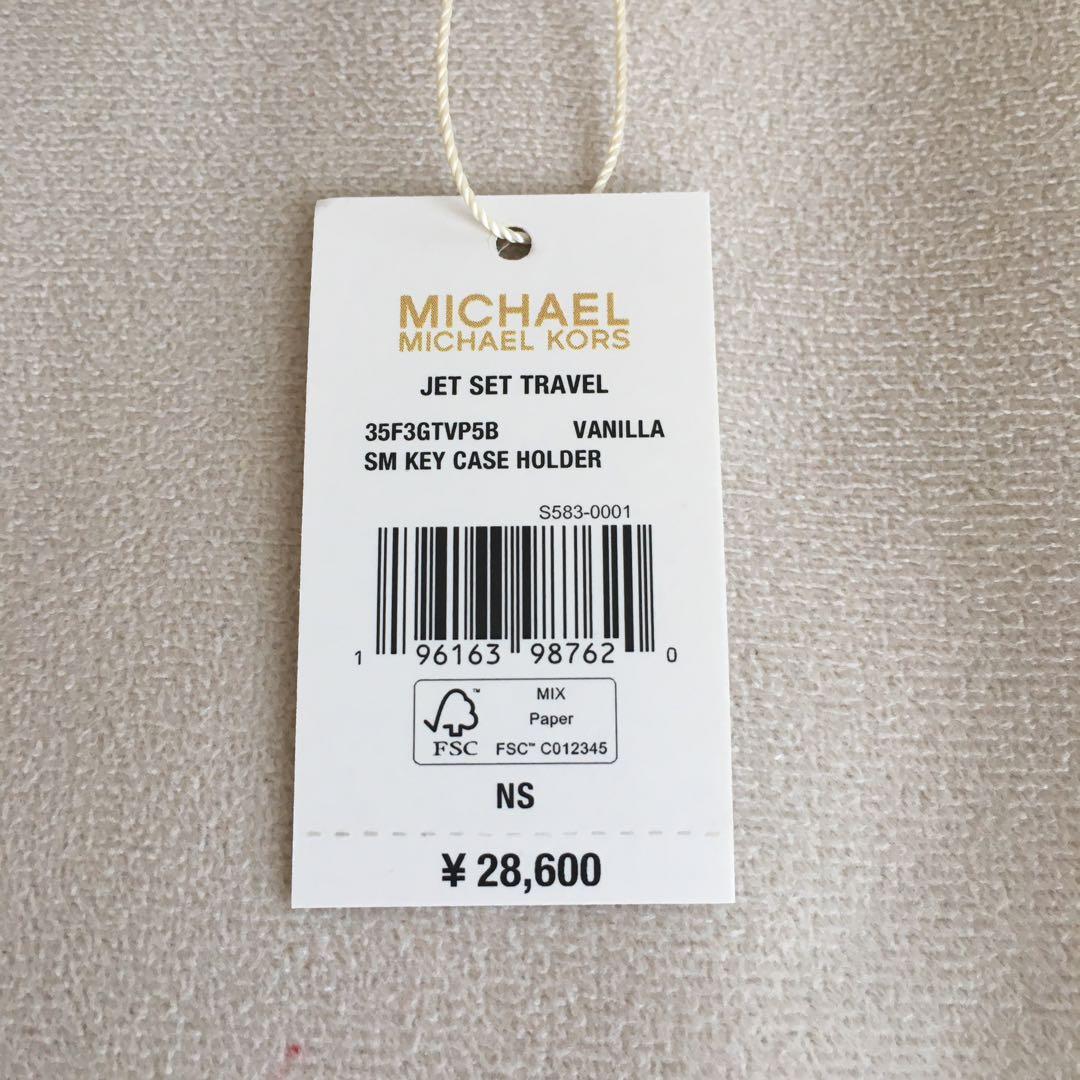 MICHAEL
MICHAEL KORS
JET SET TRAVEL
35F3GTVP5B VANILLA
SM KEY CASE HOLDER
S583-0001
1 96163 98762 0
MIX
Paper
FSC™ C012345
™
FSC
NS
¥ 28,600